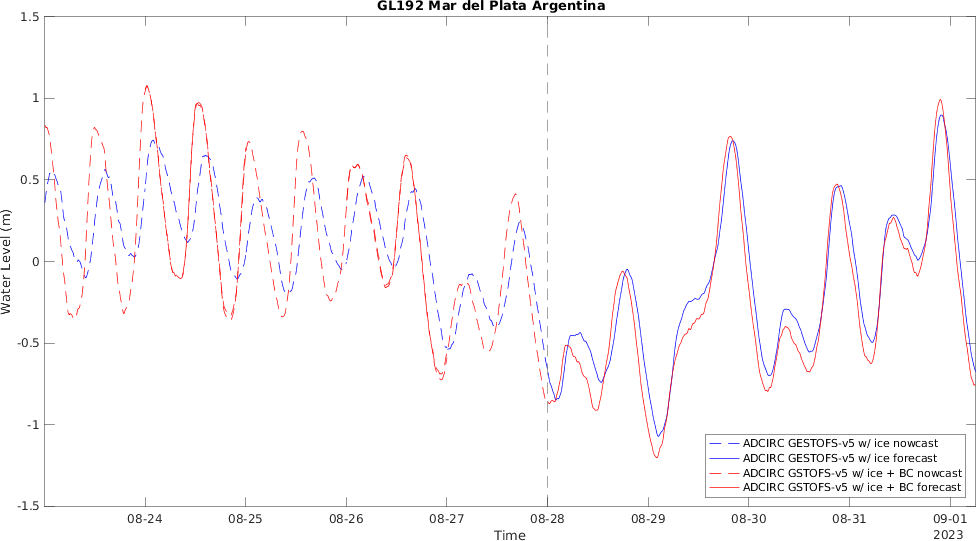 GL192 Mar del Plata Argentina
1.5
1
0.5
0
-0.5
-1
-1.5
Water Level (m)
ADCIRC GESTOFS-v5 w/ ice nowcast
ADCIRC GESTOFS-v5 w/ ice forecast
ADCIRC GSTOFS-v5 w/ ice + BC nowcast
ADCIRC GSTOFS-v5 w/ ice + BC forecast
08-24 08-25 08-26 08-27 08-28 08-29 08-30 08-31 09-01
2023
Time